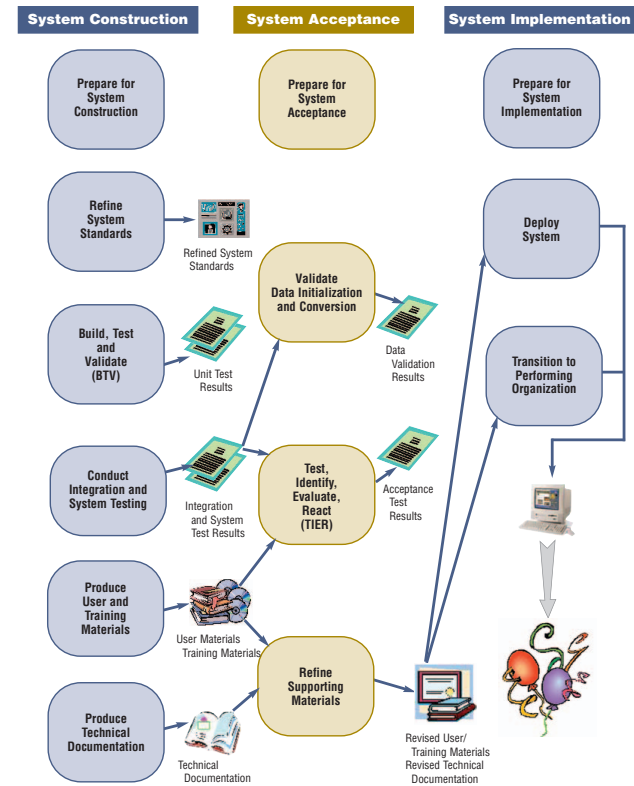 System Construction
System Acceptance
System Implementation
Prepare for
System
Construction
Prepare for
System
Acceptance
Prepare for
System
Implementation
Refine
System
Standards
Refined System
Standards
Deploy
System
Validate
Data Initialization
and Conversion
Data
Validation
Results
Build, Test
and
Validate
(BTV)
Unit Test
Results
Transition to
Performing
Organization
Conduct
Integration and
System Testing
Integration
and System
Test Results
Test,
Identify,
Evaluate,
React
(TIER)
Acceptance
Test
Results
Produce
User and
Training
Materials
User Materials
Training Materials
Refine
Supporting
Materials
Produce
Technical
Documentation
Technical
Documentation
Revised User/
Training Materials
Revised Technical
Documentation